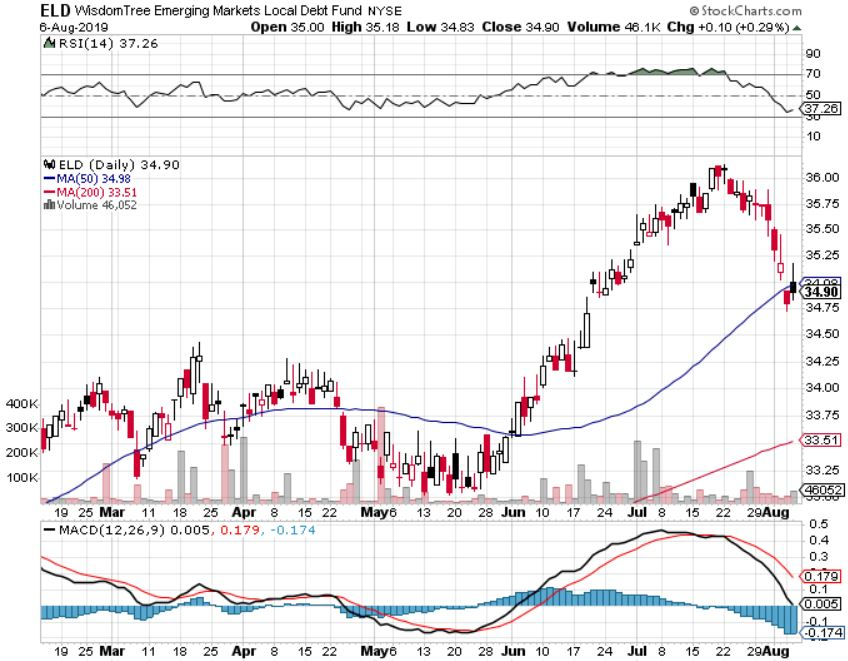 ELD WisdomTree Emerging Markets Local Debt Fund NYSE © StockCharts.com
6-Aug-2019 Open 35.00 High 35.18 Low 34.83 Close 34.90 Volume 46.1K Chg +0.10 (+0.29%)
RSI(14) 37.26
90
70
50
37.26
30
10
ELD (Daily) 34.90
MA(50) 34.98
MA(200) 33.51
Volume 46,052
36.00
35.75
35.50
35.25
34.98
34.90
34.75
34.50
34.25
34.00
33.75
33.51
33.25
46052
400K
300K
200K
100K
19 25 Mar 11 18 25 Apr 8 15 22 May 6 13 20 28 Jun 10 17 24 Jul 8 15 22 29 Aug
MACD(12,26,9) 0.005, 0.179, -0.174
0.5
0.4
0.3
0.179
0.1
0.005
-0.1
-0.174
19 25 Mar 11 18 25 Apr 8 15 22 May 6 13 20 28 Jun 10 17 24 Jul 8 15 22 29 Aug